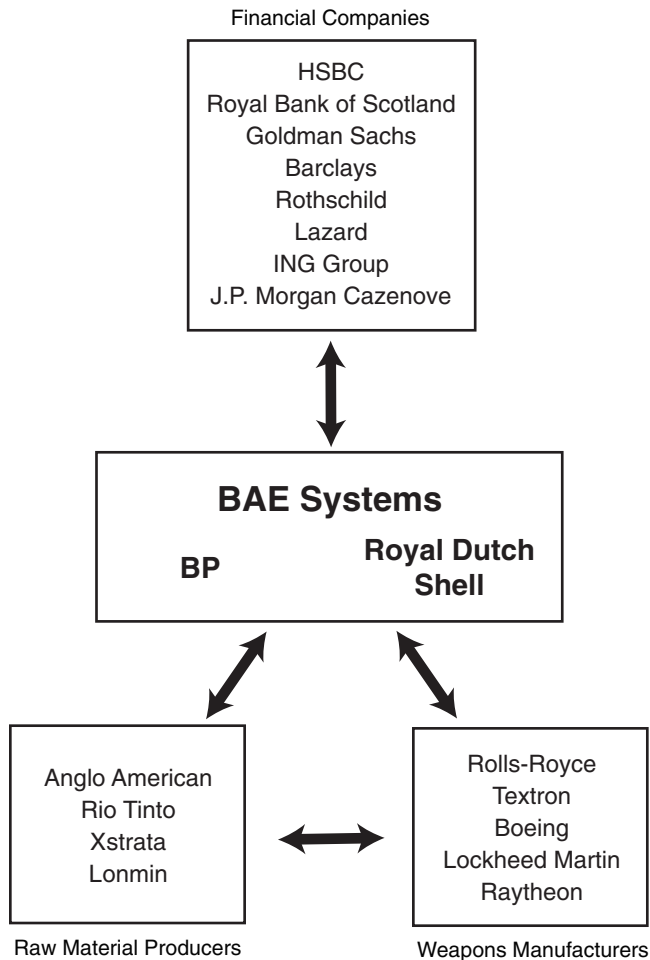 Financial Companies
HSBC
Royal Bank of Scotland
Goldman Sachs
Barclays
Rothschild
Lazard
ING Group
J.P. Morgan Cazenove
BAE Systems
BP
Royal Dutch
Shell
Anglo American
Rio Tinto
Xstrata
Lonmin
Raw Material Producers
Rolls-Royce
Textron
Boeing
Lockheed Martin
Raytheon
Weapons Manufacturers